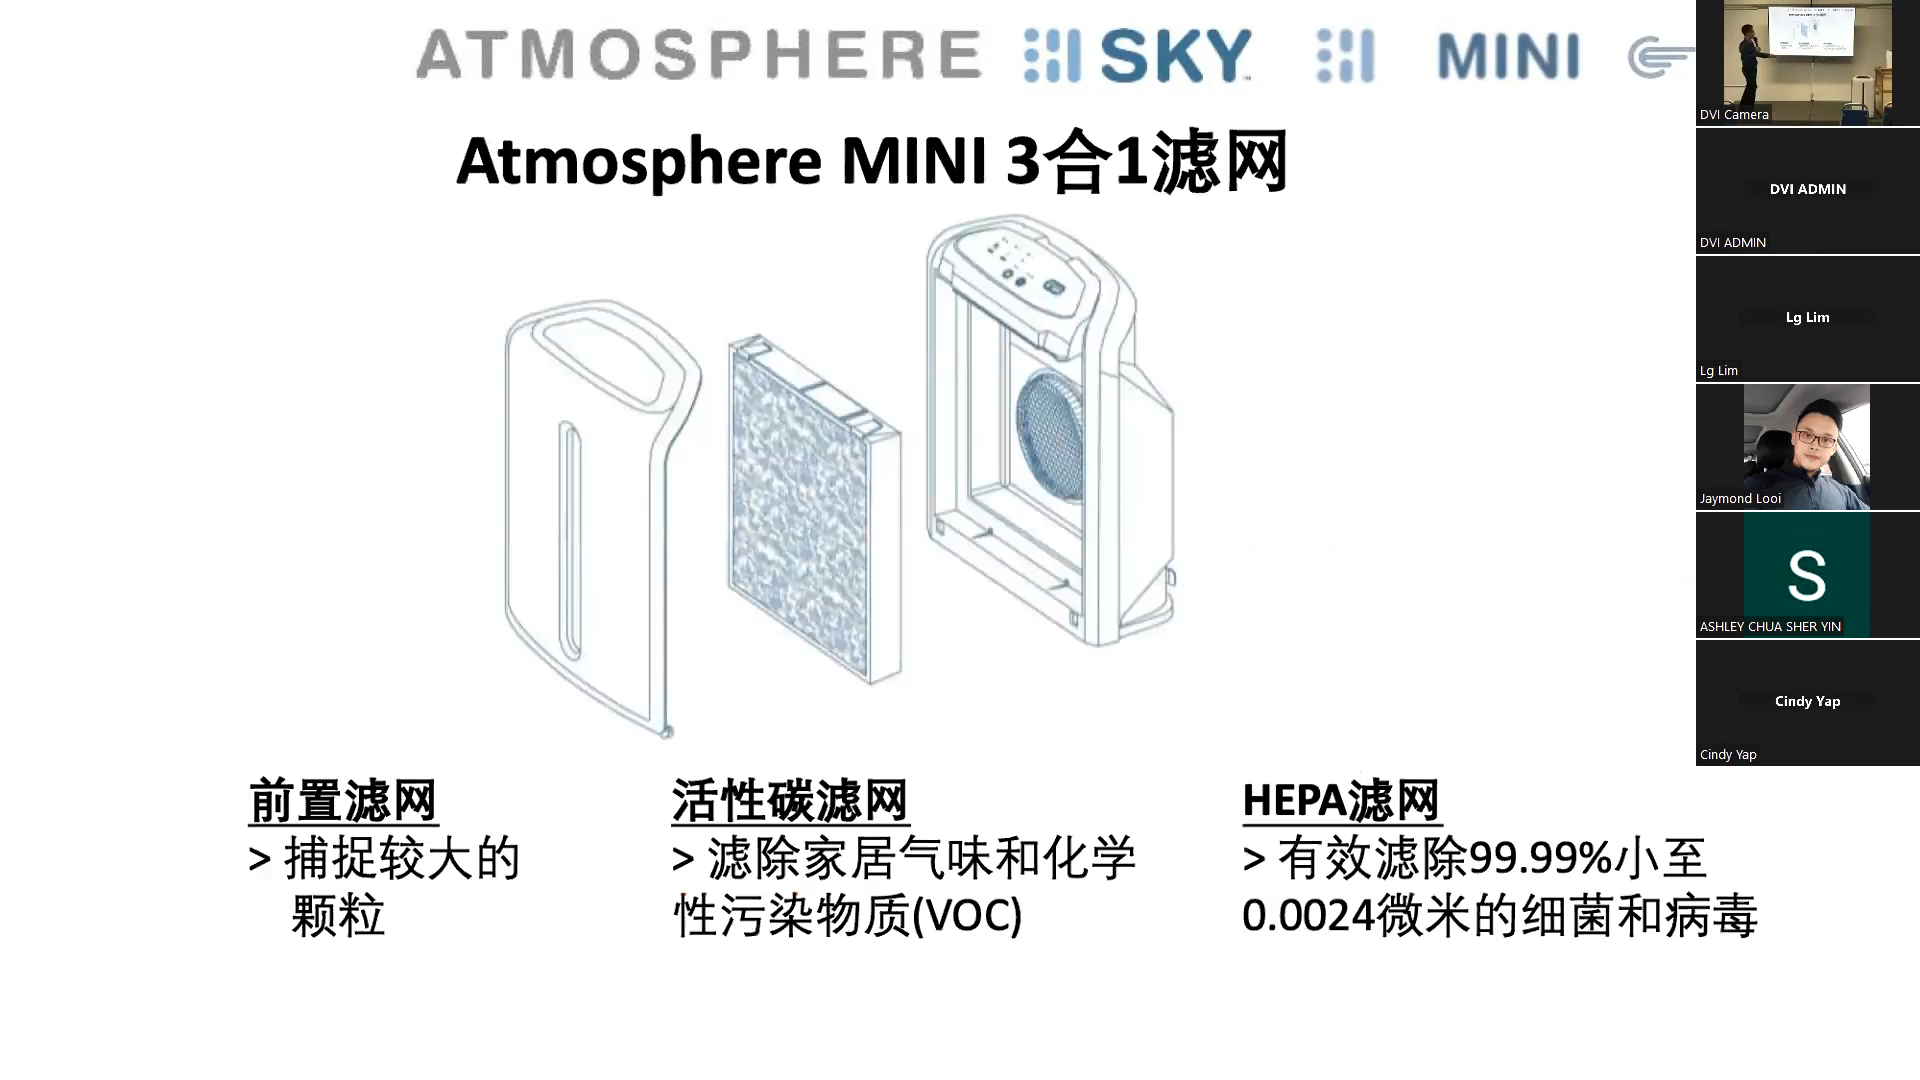 ATMOSPHERE SKY™ MINI
Atmosphere MINI 3合1滤网
前置滤网
> 捕捉较大的
颗粒
活性碳滤网
> 滤除家居气味和化学
性污染物质(VOC)
HEPA滤网
> 有效滤除99.99%小至
0.0024微米的细菌和病毒
DVI Camera
DVI ADMIN
DVI ADMIN
Lg Lim
Lg Lim
Jaymond Looi
S
ASHLEY CHUA SHER YIN
Cindy Yap
Cindy Yap